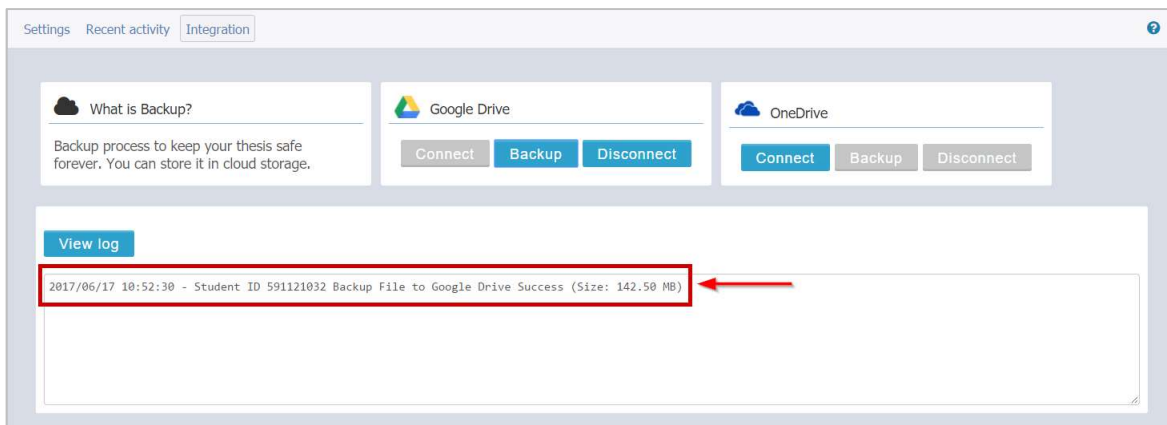 Settings Recent activity Integration
What is Backup?
Backup process to keep your thesis safe
forever. You can store it in cloud storage.
Google Drive
Connect Backup Disconnect
OneDrive
Connect Backup Disconnect
View log
2017/06/17 10:52:30 - Student ID 591121032 Backup File to Google Drive Success (Size: 142.50 MB)